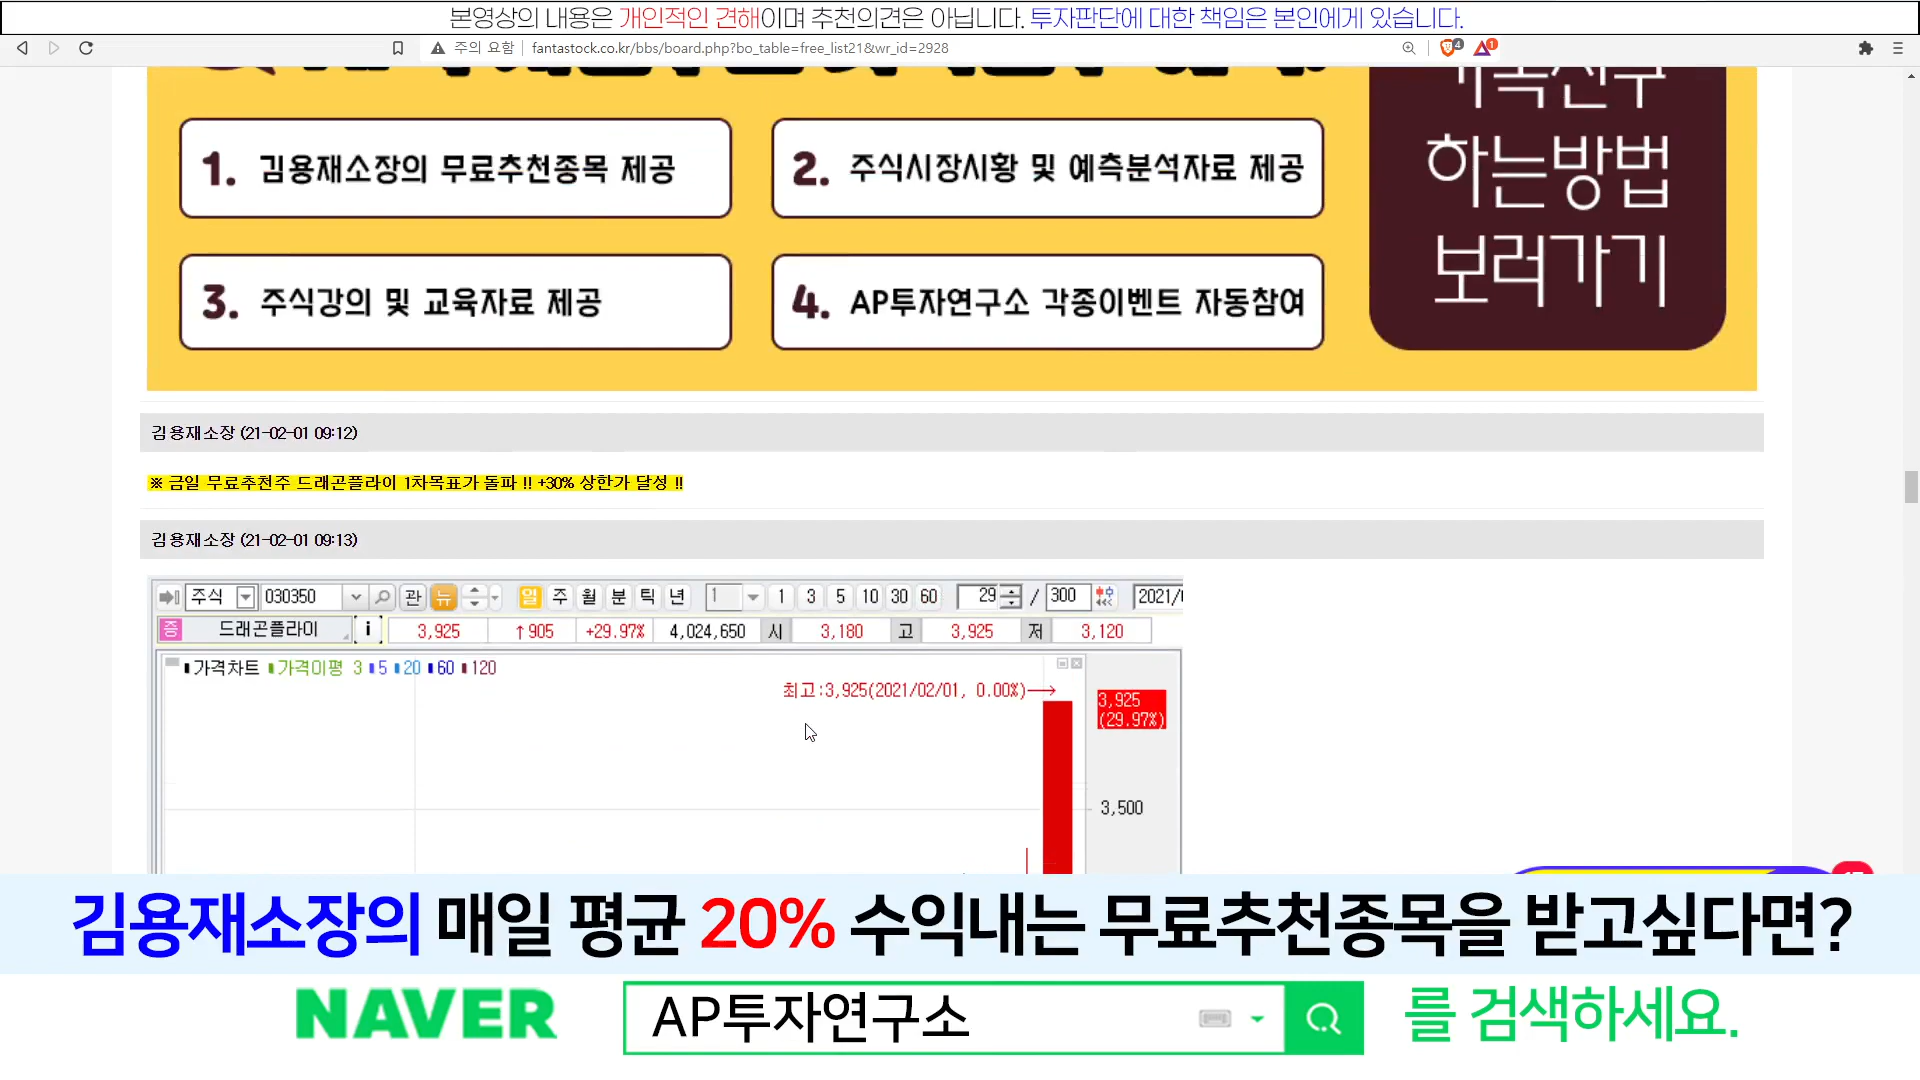 본영상의 내용은 개인적인 견해이며 추천의견은 아닙니다. 투자판단에 대한 책임은 본인에게 있습니다.
주의 요함 fantastock.co.kr/bbs/board.php?bo_table=free_list21&wr_id=2928
4 1
1. 김용재소장의 무료추천종목 제공
2. 주식시장시황 및 예측분석자료 제공
3. 주식강의 및 교육자료 제공
4. AP투자연구소 각종이벤트 자동참여
하는방법
보러가기
김용재소장 (21-02-01 09:12)
※ 금일 무료추천주 드래곤플라이 1차목표가 돌파 !! +30% 상한가 달성 !!
김용재소장 (21-02-01 09:13)
주식 030350 관 뉴 일 주 월 분 틱 년 1 1 3 5 10 30 60 29 / 300 2021/
증 드래곤플라이 i 3,925 ↑905 +29.97% 4,024,650 시 3,180 고 3,925 저 3,120
가격차트 가격이평 3 5 20 60 120
최고:3,925(2021/02/01, 0.00%)→
3,925
(29.97%)
3,500
김용재소장의 매일 평균 20% 수익내는 무료추천종목을 받고싶다면?
NAVER AP투자연구소 를 검색하세요.